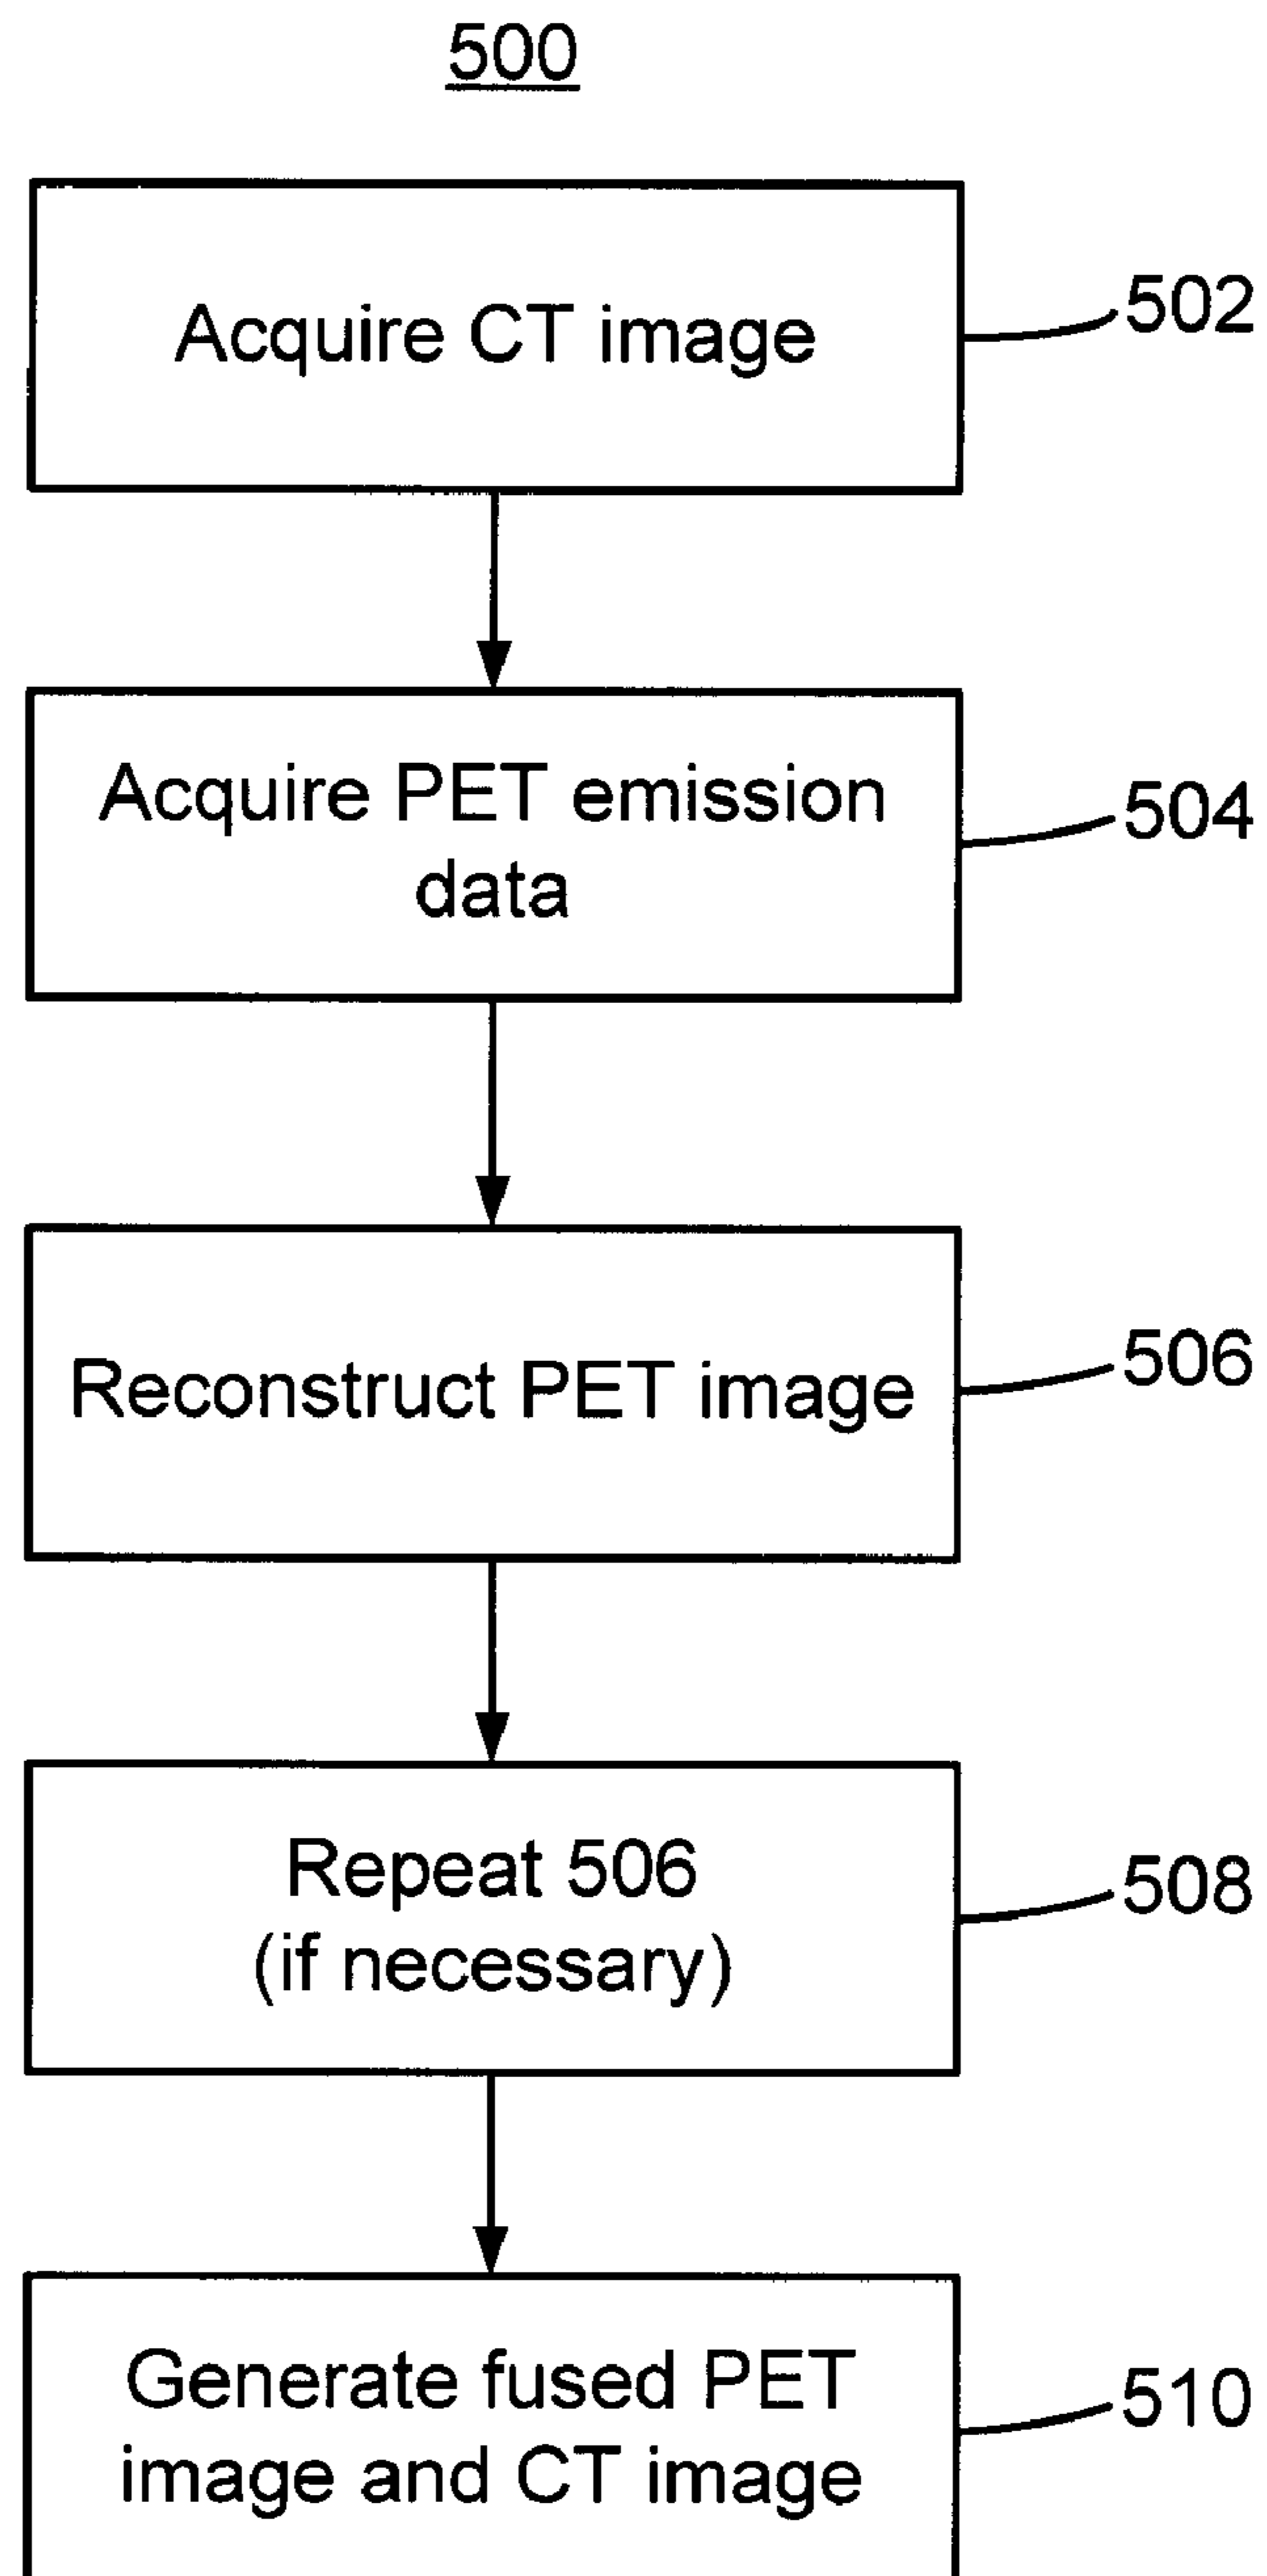 500
Acquire CT image
502
Acquire PET emission
data
504
Reconstruct PET image
506
Repeat 506
(if necessary)
508
Generate fused PET
image and CT image
510